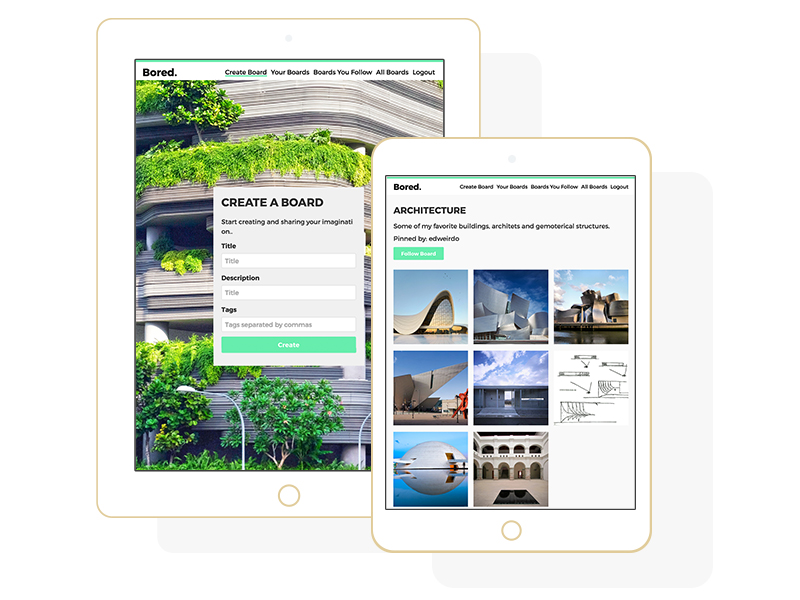 Bored.
Create Board Your Boards Boards You Follow All Boards Logout
CREATE A BOARD
Start creating and sharing your imaginati
on..
Title
Title
Description
Title
Tags
Tags separated by commas
Create
Bored.
Create Board Your Boards Boards You Follow All Boards Logout
ARCHITECTURE
Some of my favorite buildings, architets and gemoterical structures.
Pinned by: edweirdo
Follow Board